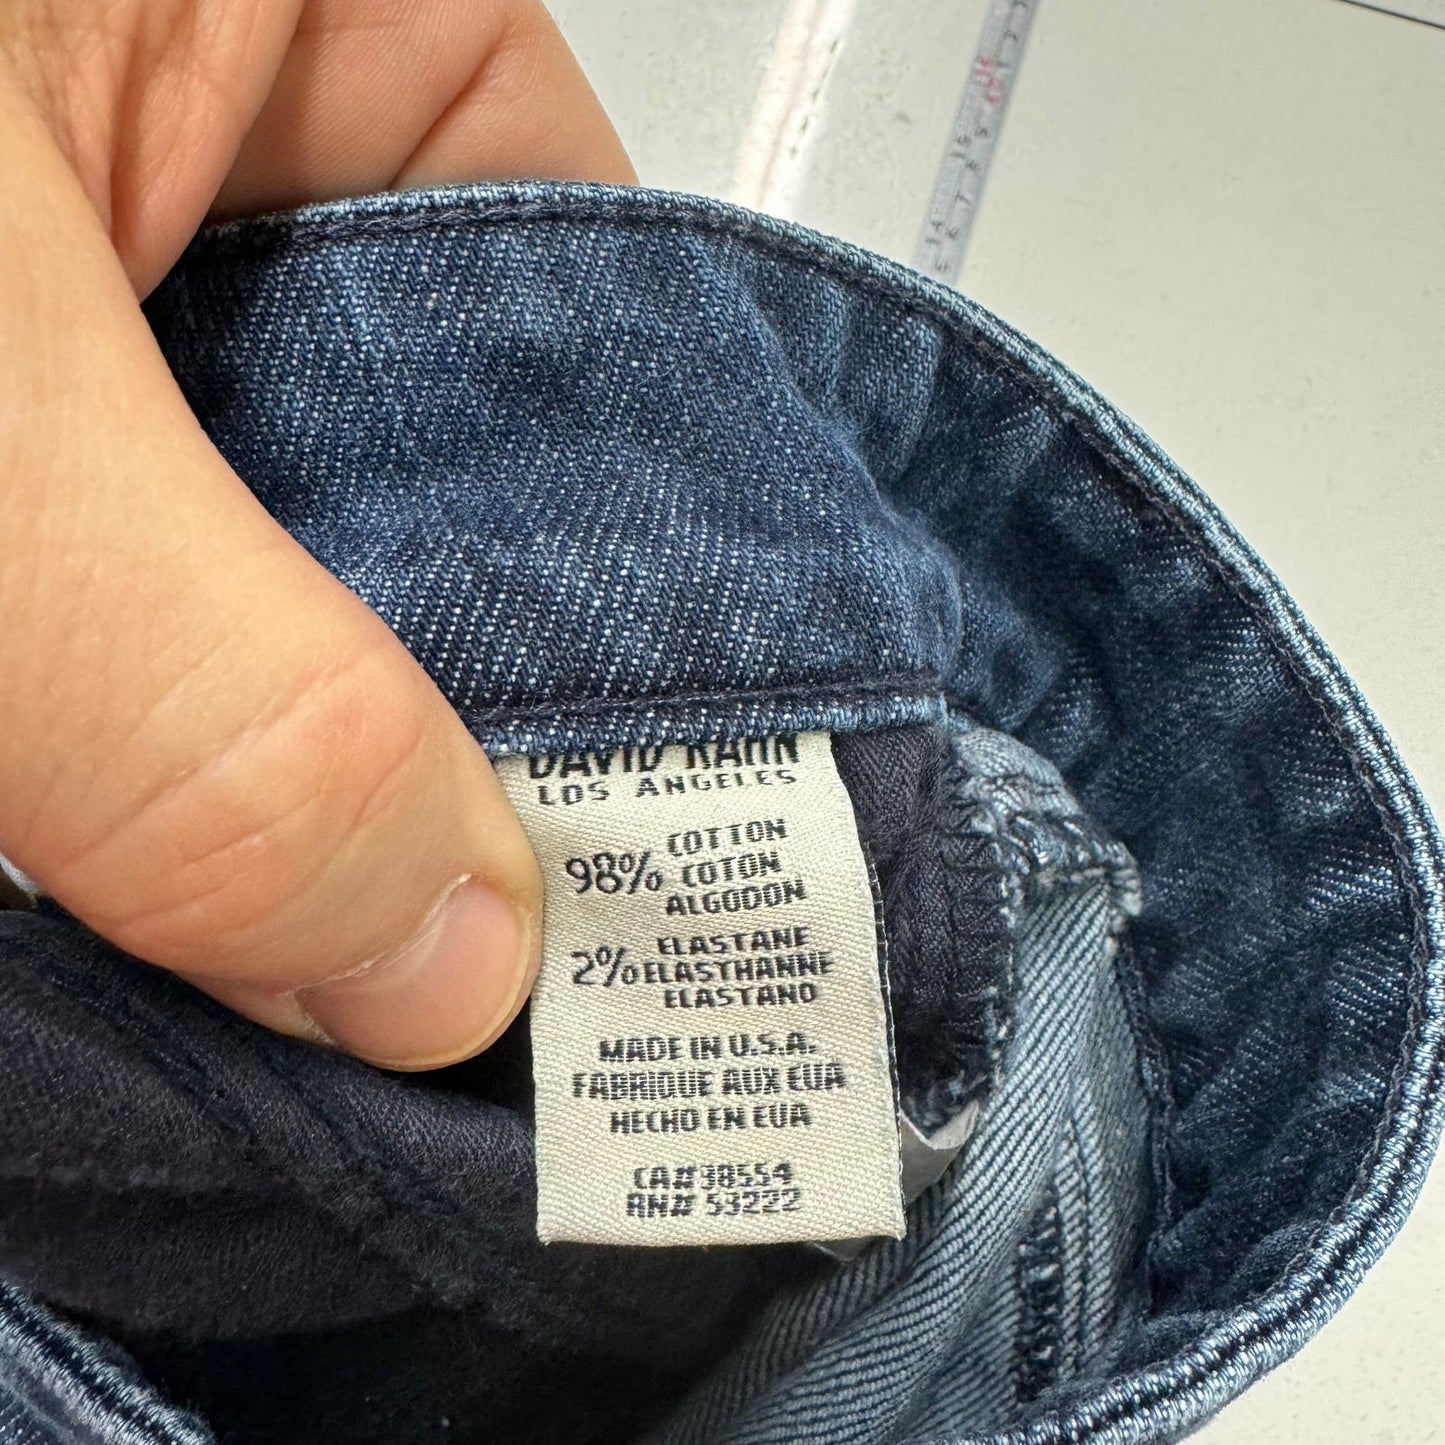 DAVID KAHN
LOS ANGELES
98% COTTON
COTON
ALGODON
2% ELASTANE
ELASTHANNE
ELASTANO
MADE IN U.S.A.
FABRIQUE AUX EUA
HECHO EN EUA
CA# 38554
RN# 53222